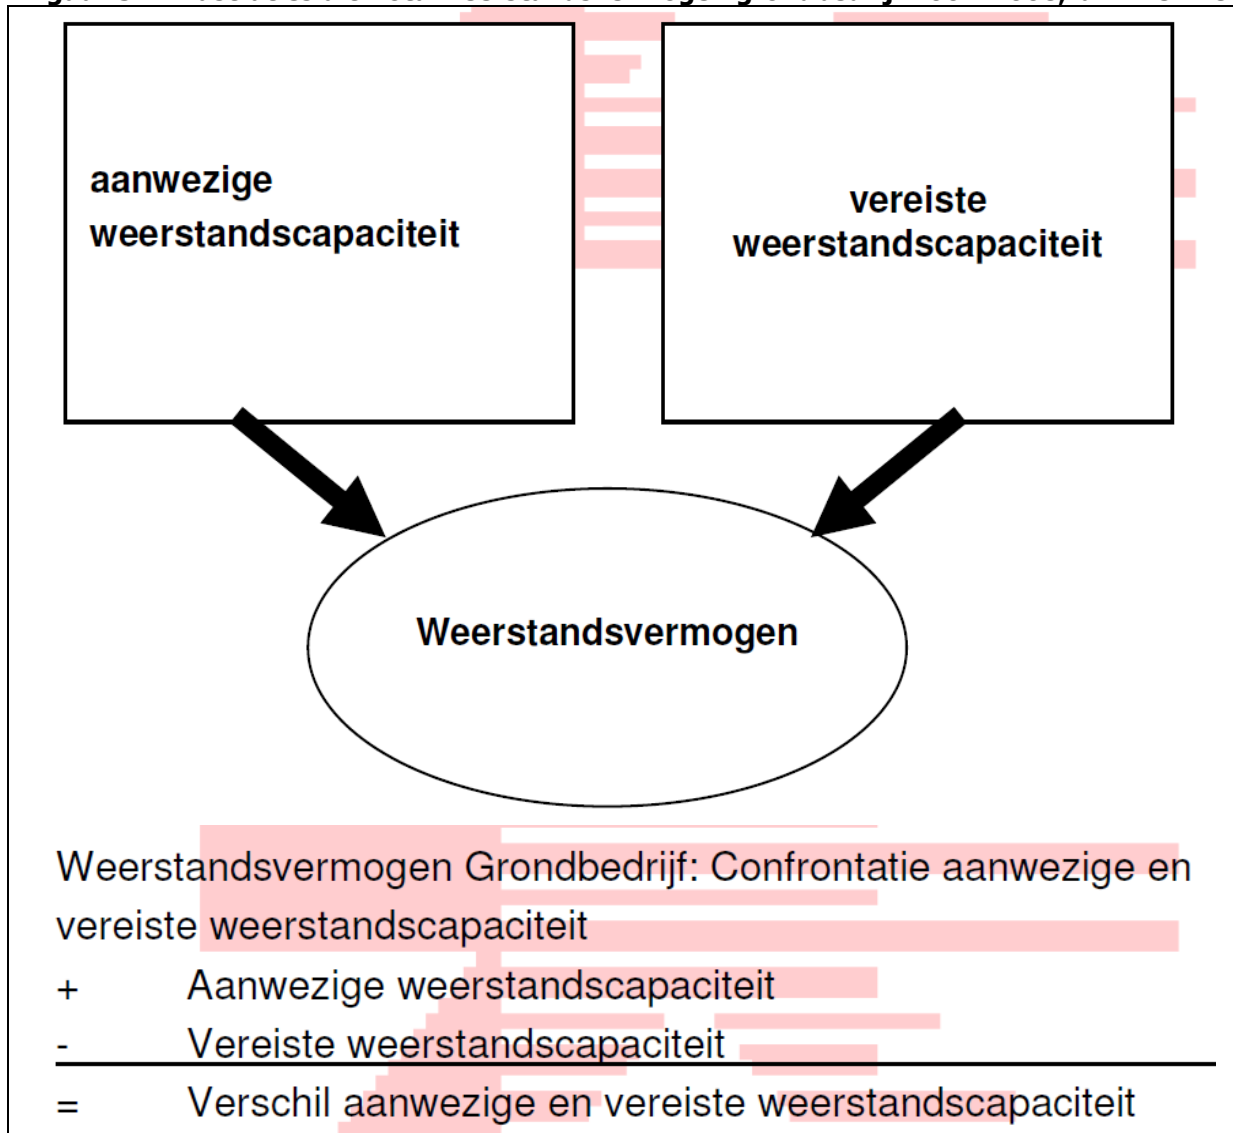 aanwezige
weerstandscapaciteit
vereiste
weerstandscapaciteit
Weerstandsvermogen
Weerstandsvermogen Grondbedrijf: Confrontatie aanwezige en
vereiste weerstandscapaciteit
+ Aanwezige weerstandscapaciteit
- Vereiste weerstandscapaciteit
= Verschil aanwezige en vereiste weerstandscapaciteit